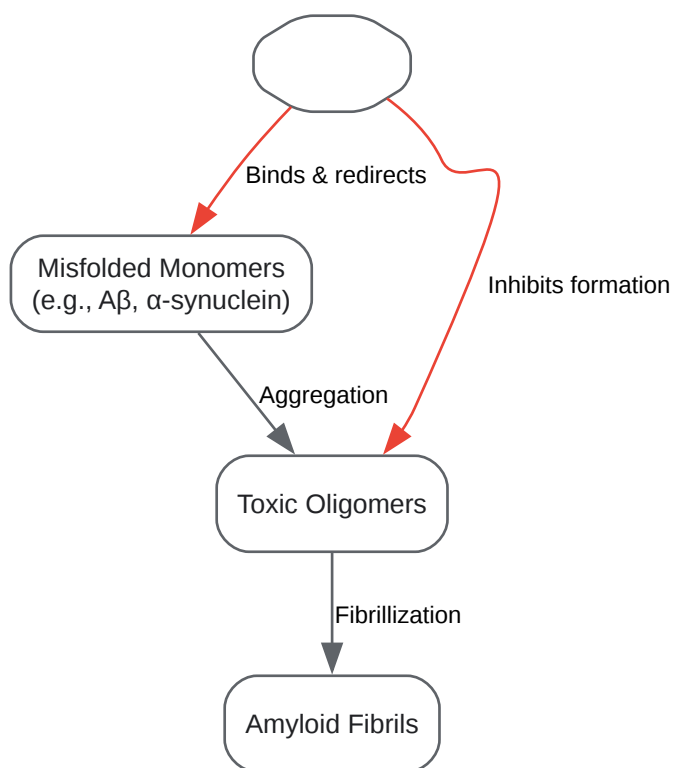 Binds & redirects
Misfolded Monomers
(e.g., Aβ, α-synuclein)
Inhibits formation
Aggregation
Toxic Oligomers
Fibrillization
Amyloid Fibrils